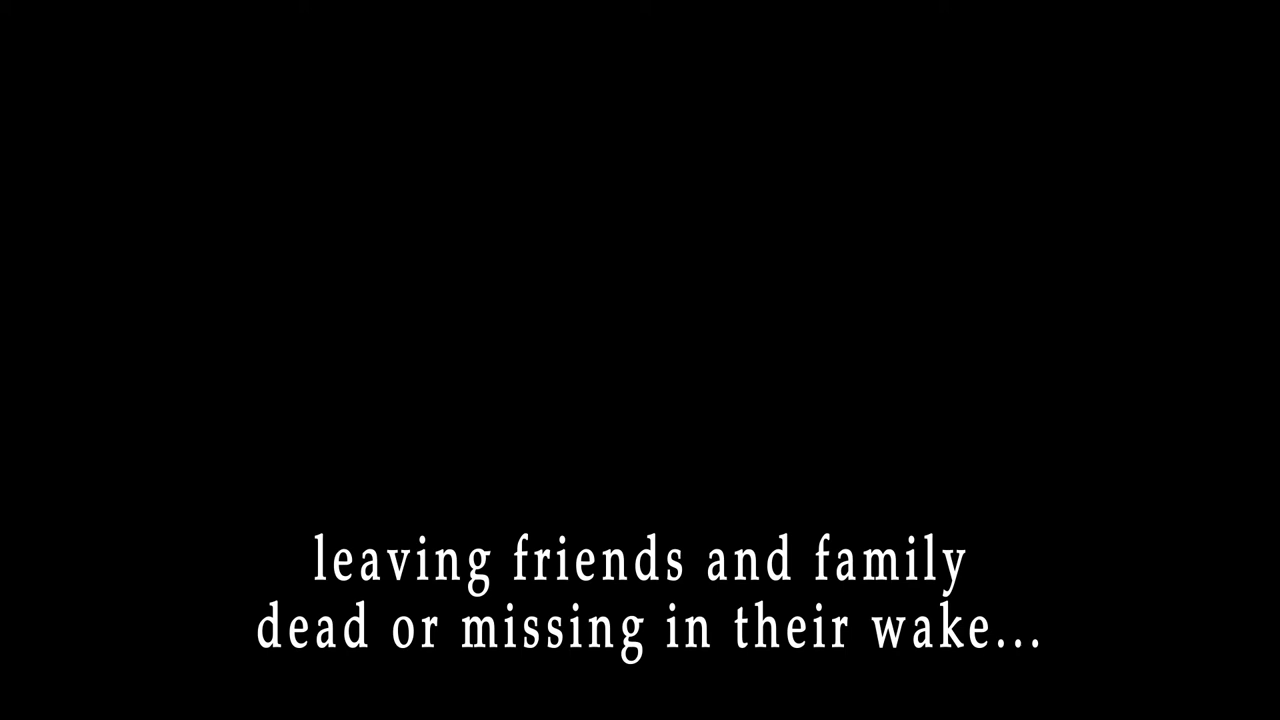 leaving friends and family
dead or missing in their wake...